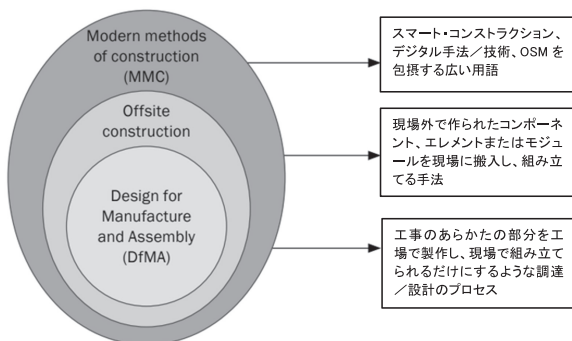 Modern methods
of construction
(MMC)
スマート・コンストラクション、
デジタル手法／技術、OSM を
包摂する広い用語
Offsite
construction
現場外で作られたコンポーネ
ント、エレメントまたはモジュ
ールを現場に搬入し、組み立
てる手法
Design for
Manufacture
and Assembly
(DfMA)
工事のあらかたの部分を工
場で製作し、現場で組み立て
られるだけにするような調達
／設計のプロセス